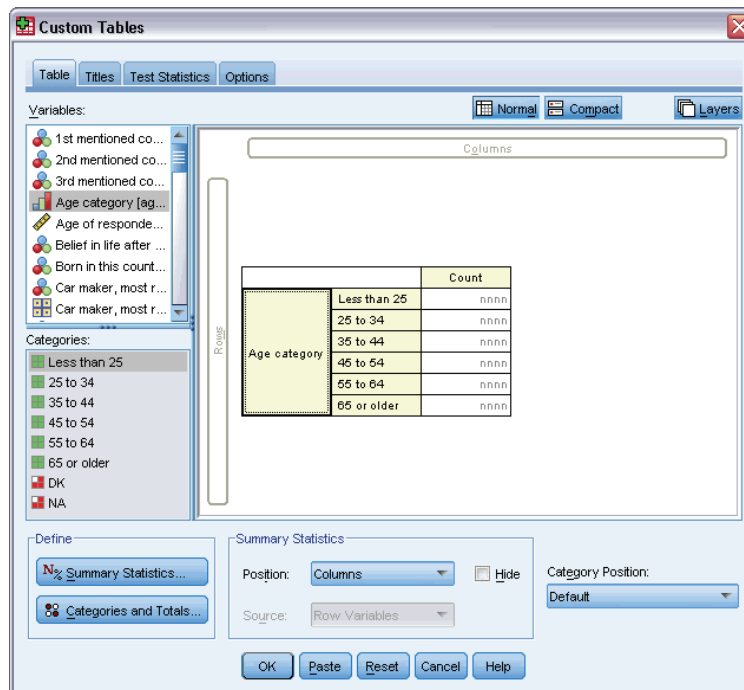 Custom Tables
Table Titles Test Statistics Options
Variables:
Normal Compact Layers
1st mentioned co...
2nd mentioned co...
3rd mentioned co...
Age category [ag...
Age of responde...
Belief in life after ...
Born in this count...
Car maker, most r...
Car maker, most r...
Categories:
Less than 25
25 to 34
35 to 44
45 to 54
55 to 64
65 or older
DK
NA
Columns
Rows
Count
Age category
Less than 25 nnnn
25 to 34 nnnn
35 to 44 nnnn
45 to 54 nnnn
55 to 64 nnnn
65 or older nnnn
Define
N% Summary Statistics...
Categories and Totals...
Summary Statistics
Position: Columns Hide
Source: Row Variables
Category Position:
Default
OK Paste Reset Cancel Help